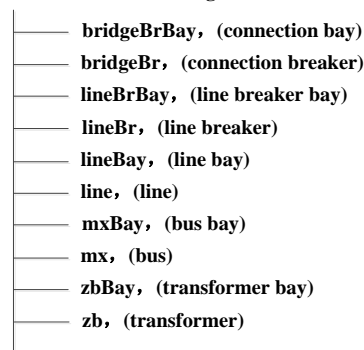 bridgeBrBay，(connection bay)
bridgeBr，(connection breaker)
lineBrBay，(line breaker bay)
lineBr，(line breaker)
lineBay，(line bay)
line，(line)
mxBay，(bus bay)
mx，(bus)
zbBay，(transformer bay)
zb，(transformer)